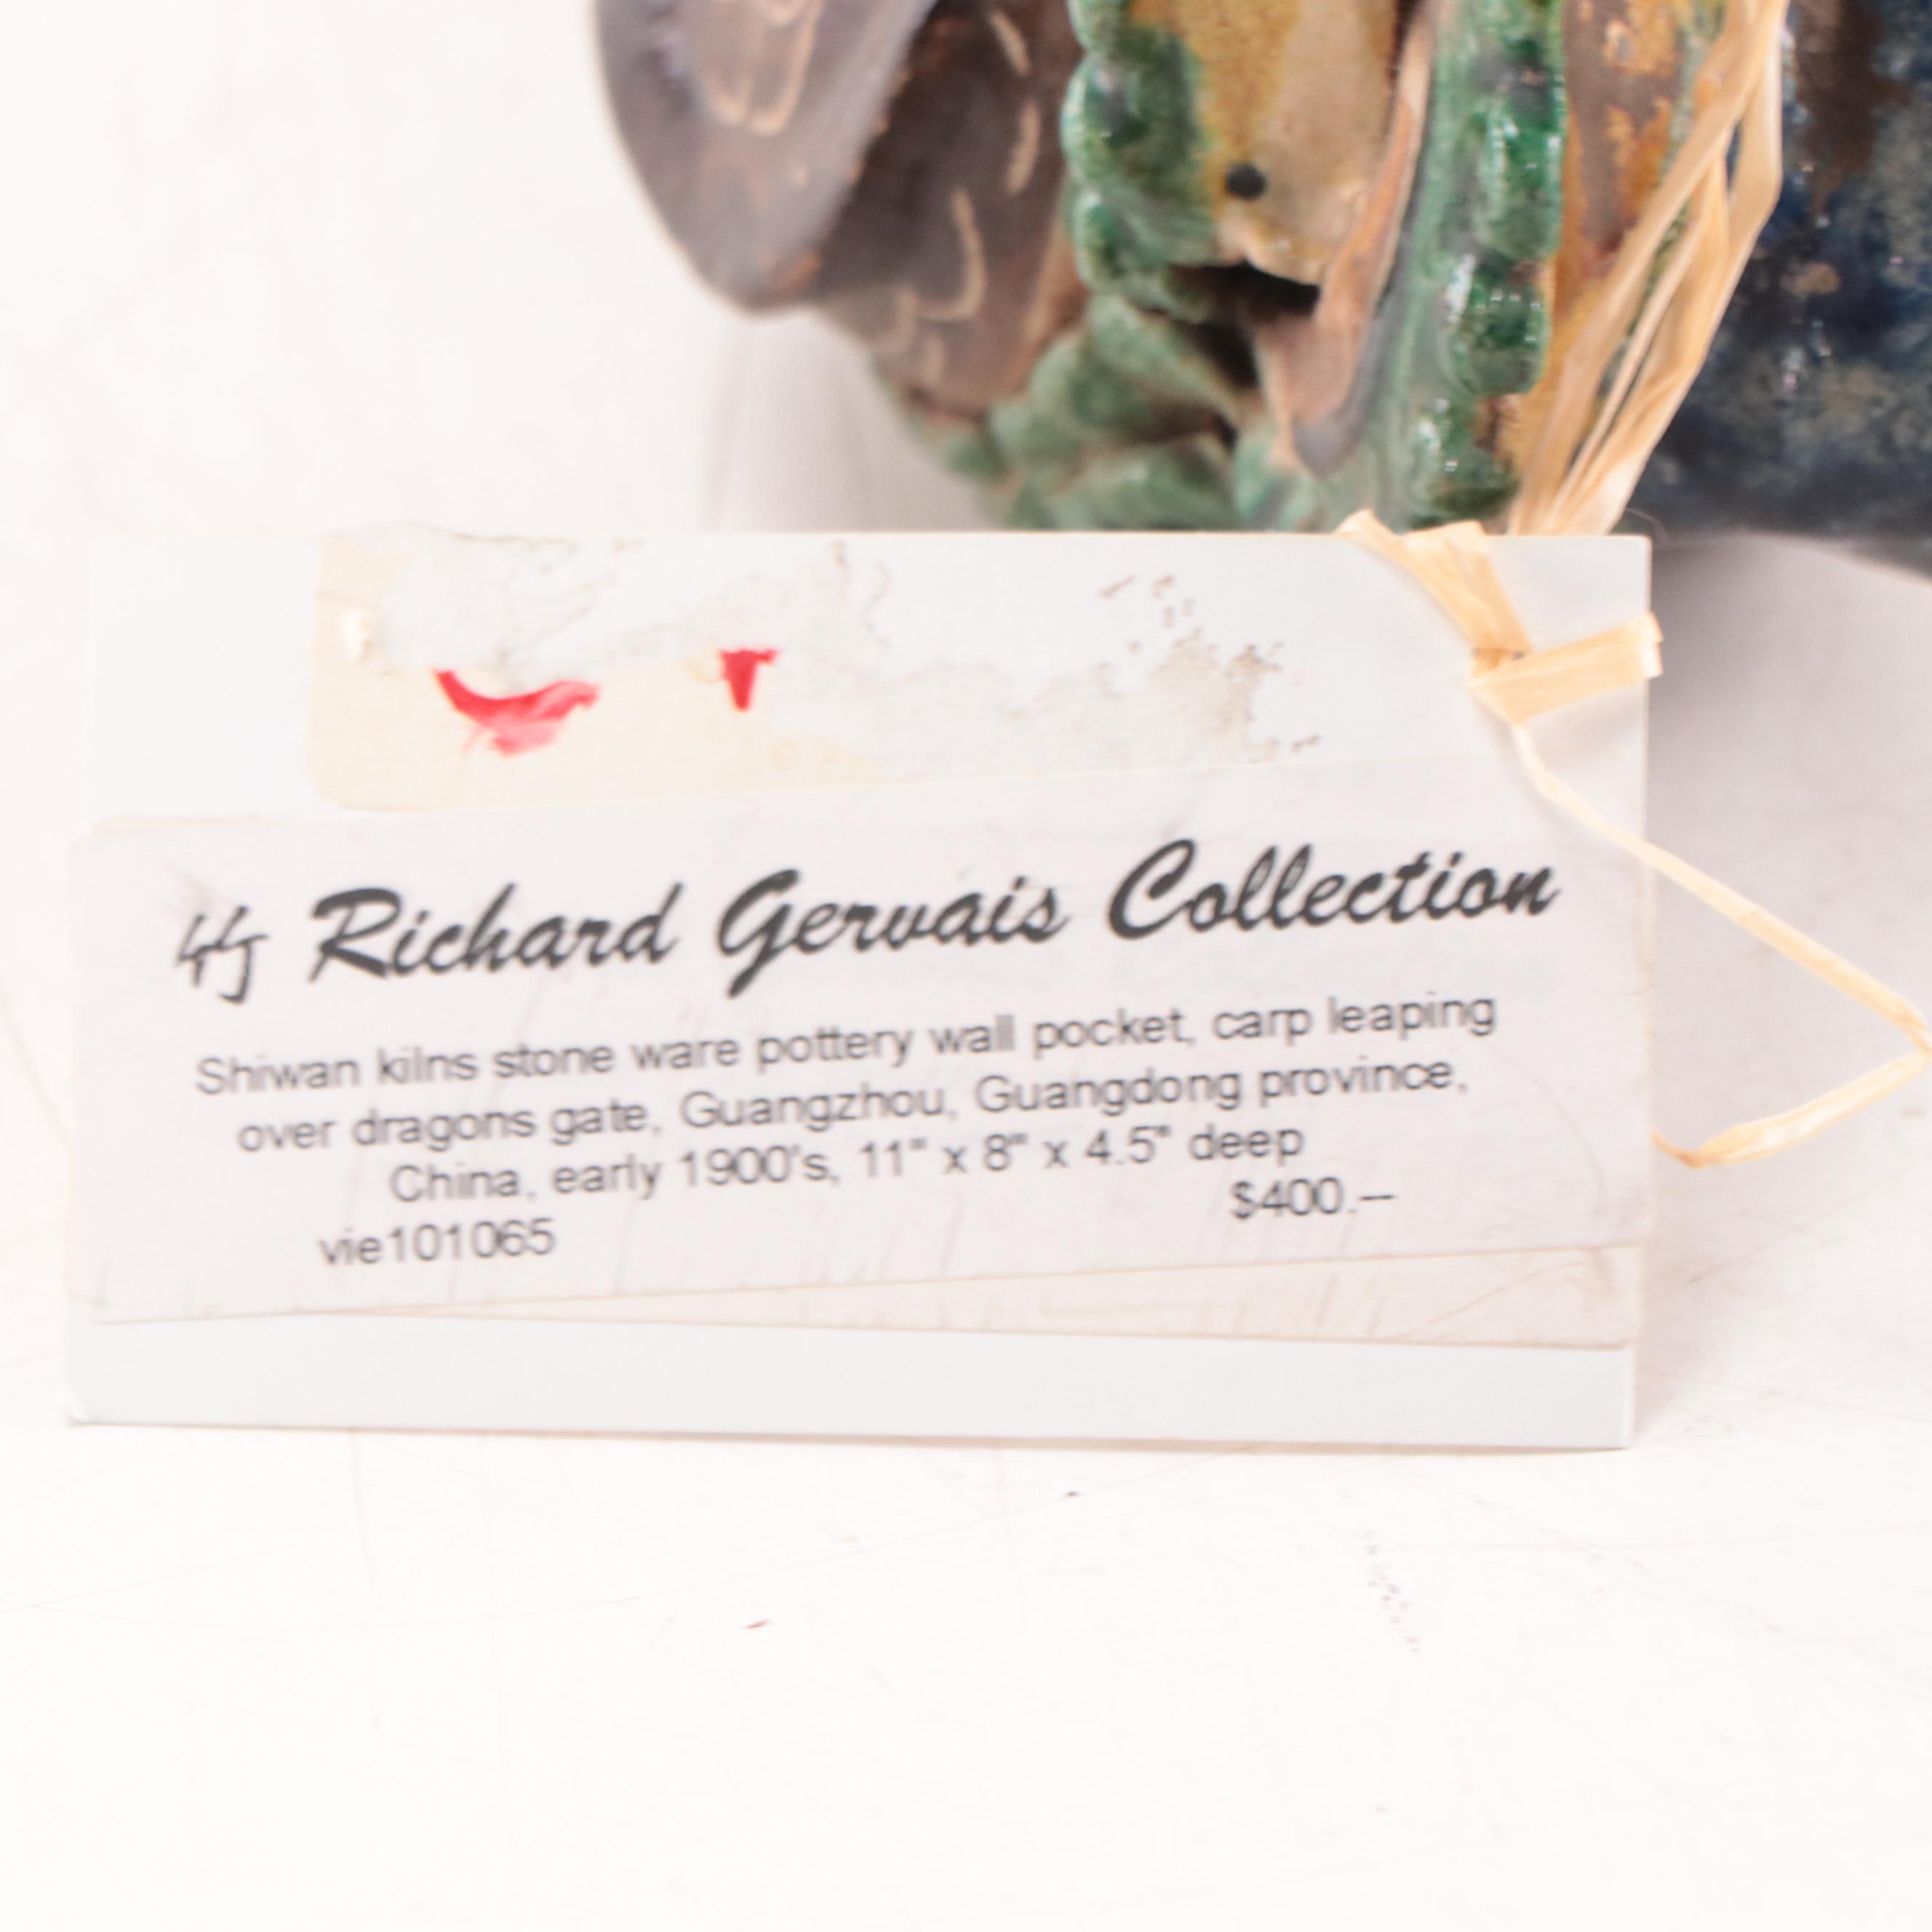 Richard Gervais Collection
Shiwan kilns stone ware pottery wall pocket, carp leaping
over dragons gate, Guangzhou, Guangdong province,
China, early 1900's, 11" x 8" x 4.5" deep
$400.--
vie101065